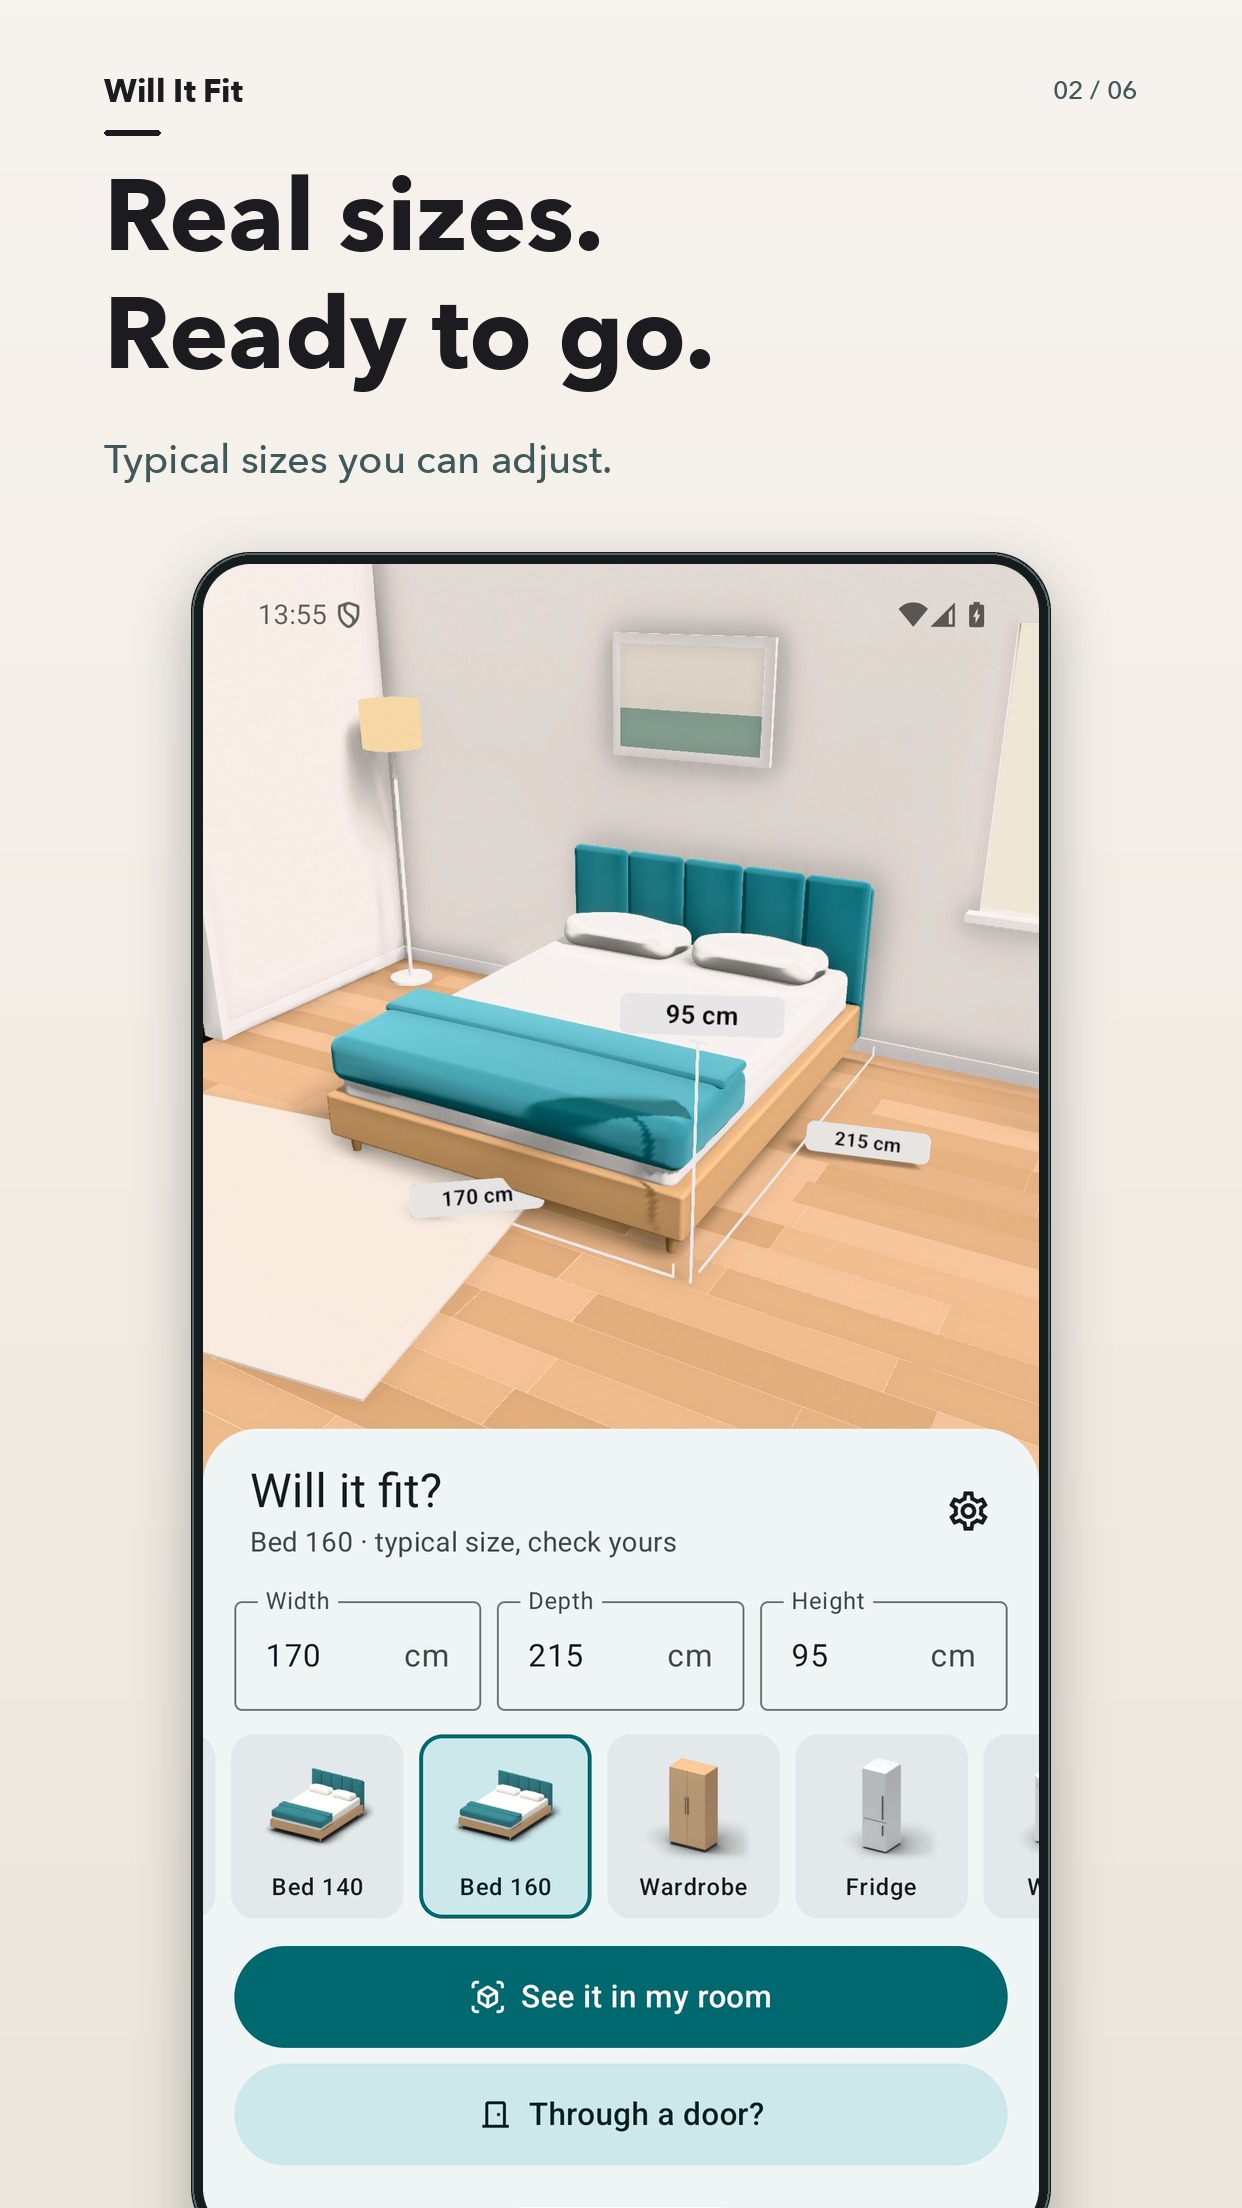 Will It Fit
02 / 06
Real sizes.
Ready to go.
Typical sizes you can adjust.
13:55
95 cm
215 cm
170 cm
Will it fit?
Bed 160 · typical size, check yours
Width
Depth
Height
170 cm
215 cm
95 cm
Bed 140
Bed 160
Wardrobe
Fridge
See it in my room
Through a door?